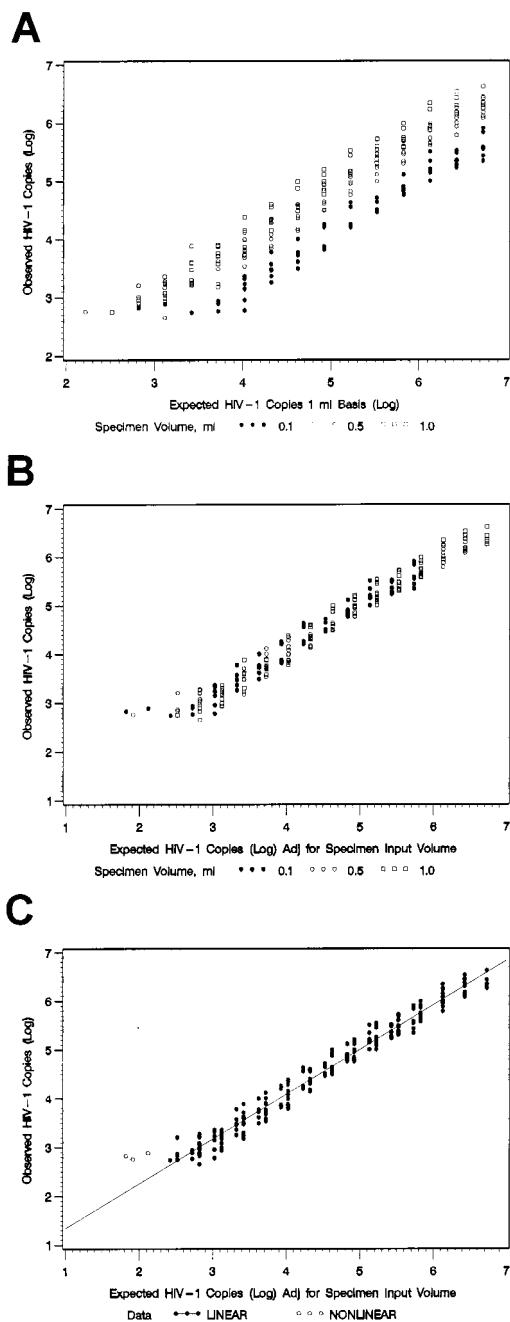 A
7
6
5
4
3
2
Observed HIV-1 Copies (Log)
2 3 4 5 6 7
Expected HIV-1 Copies 1 ml Basis (Log)
Specimen Volume, ml 0.1 0.5 1.0
B
7
6
5
4
3
2
1
Observed HIV-1 Copies (Log)
1 2 3 4 5 6 7
Expected HIV-1 Copies (Log) Adj for Specimen Input Volume
Specimen Volume, ml 0.1 0.5 1.0
C
7
6
5
4
3
2
1
Observed HIV-1 Copies (Log)
1 2 3 4 5 6 7
Expected HIV-1 Copies (Log) Adj for Specimen Input Volume
Data LINEAR NONLINEAR